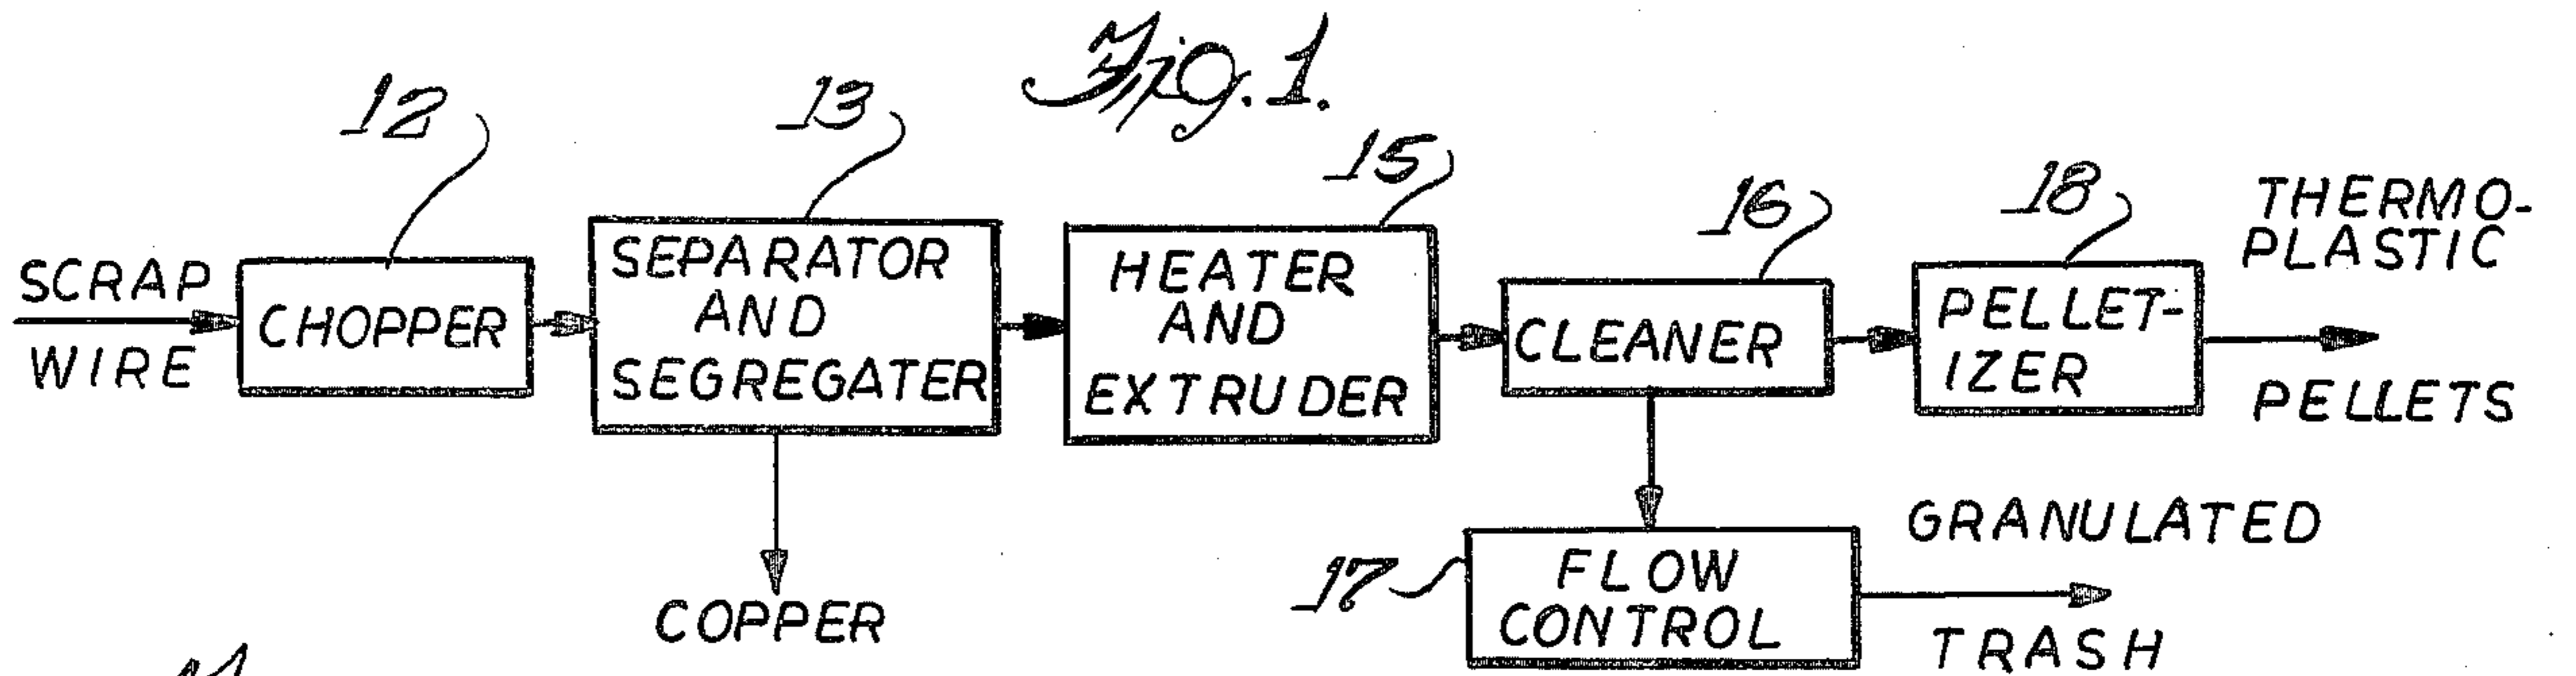 Fig. 1.
12
13
15
16
18
SCRAP
WIRE
CHOPPER
SEPARATOR
AND
SEGREGATER
HEATER
AND
EXTRUDER
CLEANER
PELLET-
IZER
THERMO-
PLASTIC
PELLETS
COPPER
17
FLOW
CONTROL
GRANULATED
TRASH